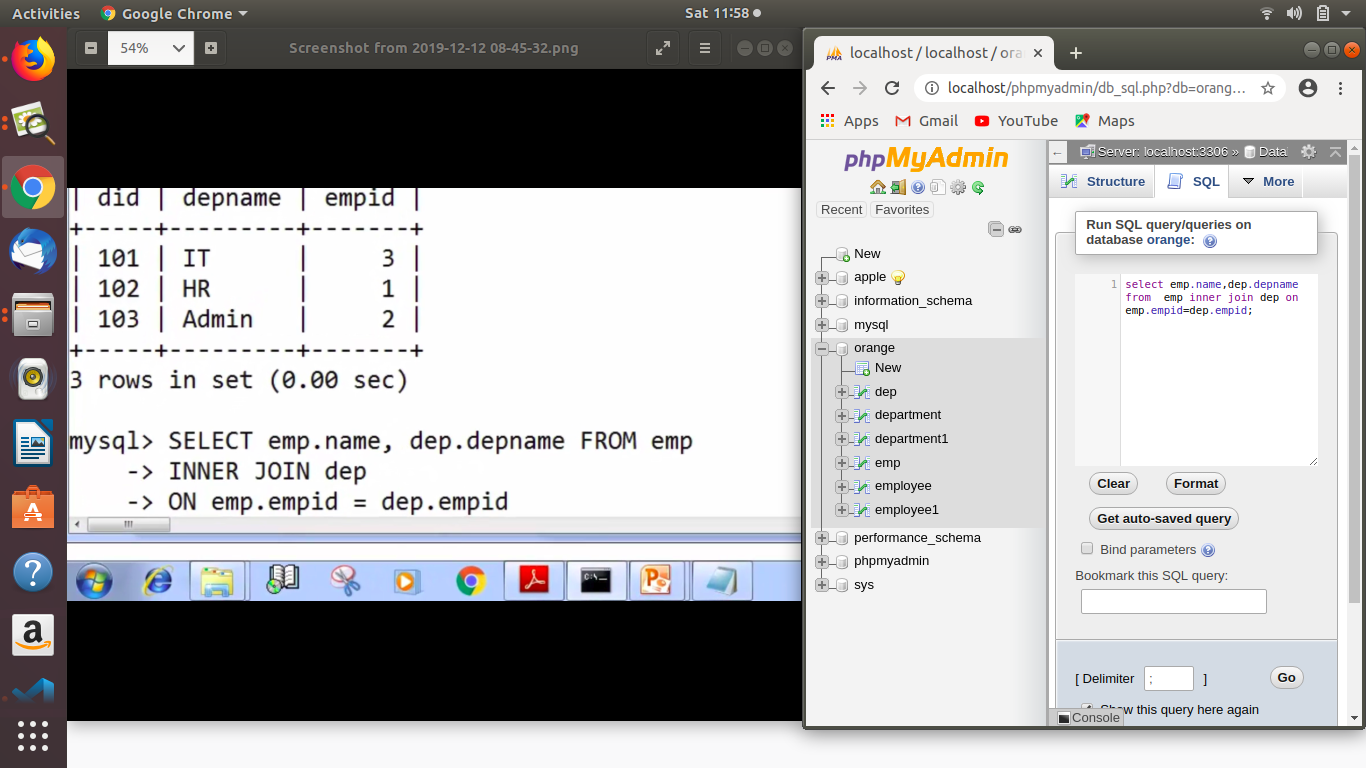 Activities
Google Chrome
Sat 11:58
54%
Screenshot from 2019-12-12 08-45-32.png
| did | depname | empid |
+-----+---------+-------+
| 101 | IT | 3 |
| 102 | HR | 1 |
| 103 | Admin | 2 |
+-----+---------+-------+
3 rows in set (0.00 sec)
mysql> SELECT emp.name, dep.depname FROM emp
-> INNER JOIN dep
-> ON emp.empid = dep.empid
localhost / localhost / ora
localhost/phpmyadmin/db_sql.php?db=orang...
Apps
Gmail
YouTube
Maps
phpMyAdmin
Recent
Favorites
New
apple
information_schema
mysql
orange
New
dep
department
department1
emp
employee
employee1
performance_schema
phpmyadmin
sys
Server: localhost:3306 »
Data
Structure
SQL
More
Run SQL query/queries on
database orange:
1
select emp.name,dep.depname
from  emp inner join dep on
emp.empid=dep.empid;
Clear
Format
Get auto-saved query
Bind parameters
Bookmark this SQL query:
[ Delimiter ; ]
Go
Show this query here again
Console